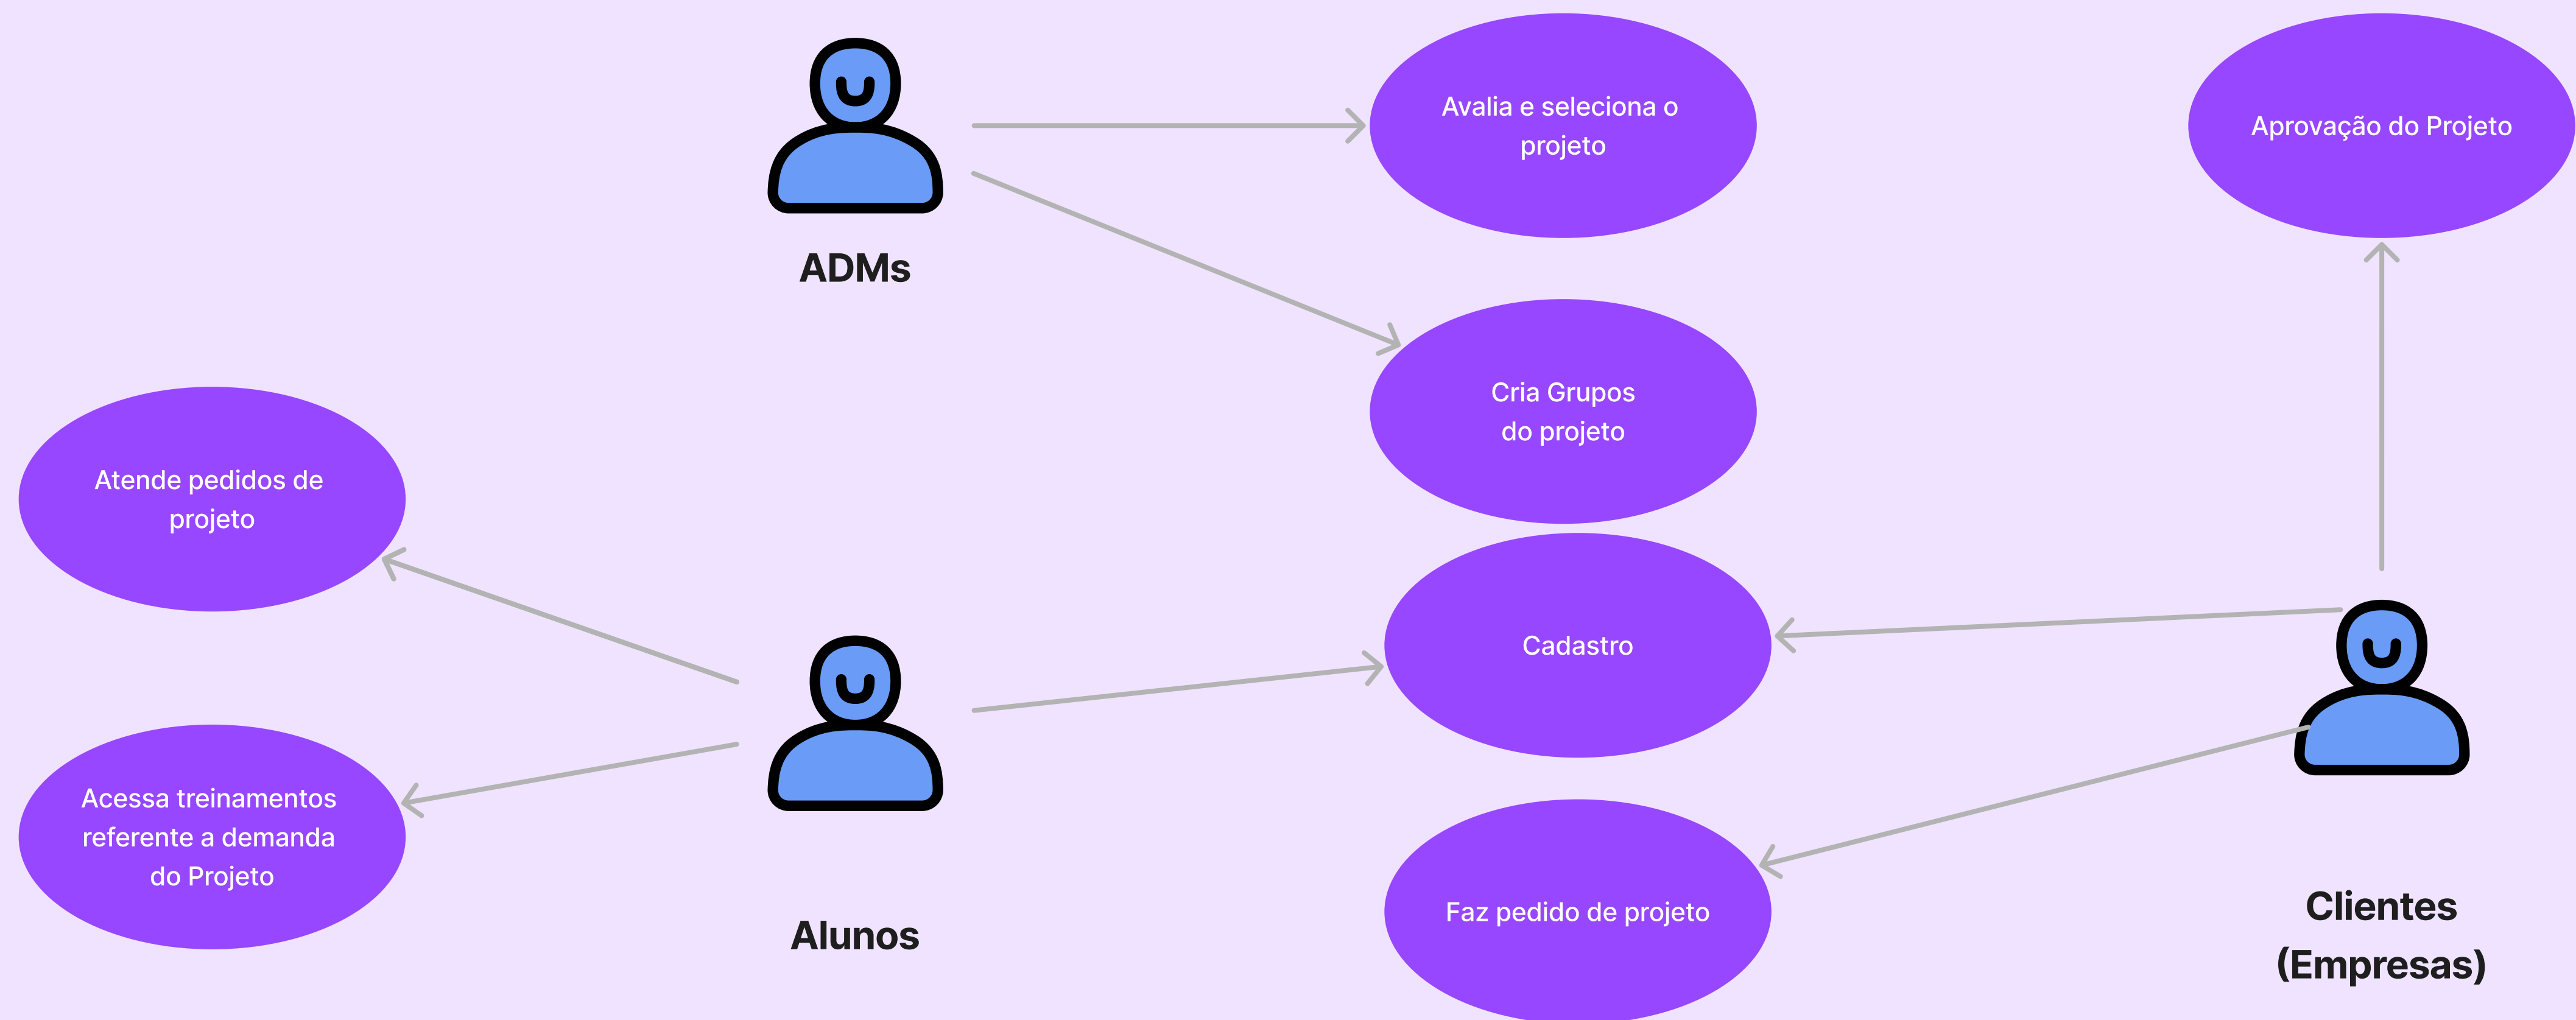 Avalia e seleciona o
projeto
Aprovação do Projeto
ADMs
Cria Grupos
do projeto
Atende pedidos de
projeto
Cadastro
Acessa treinamentos
referente a demanda
do Projeto
Alunos
Faz pedido de projeto
Clientes
(Empresas)